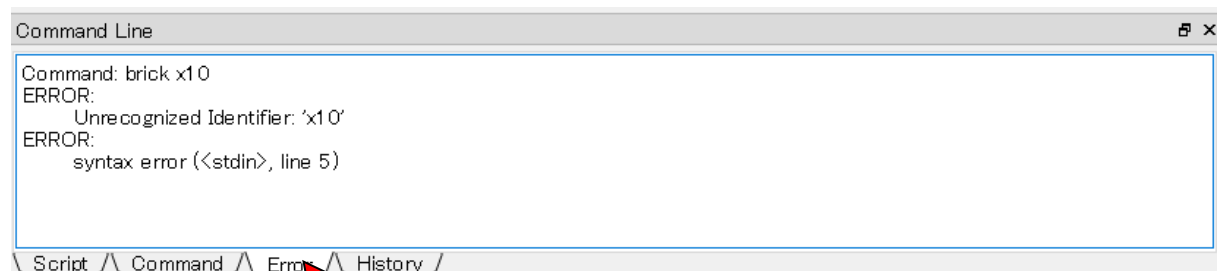 Command Line
Command: brick x10
ERROR:
Unrecognized Identifier: 'x10'
ERROR:
syntax error (<stdin>, line 5)
Script Command Error History